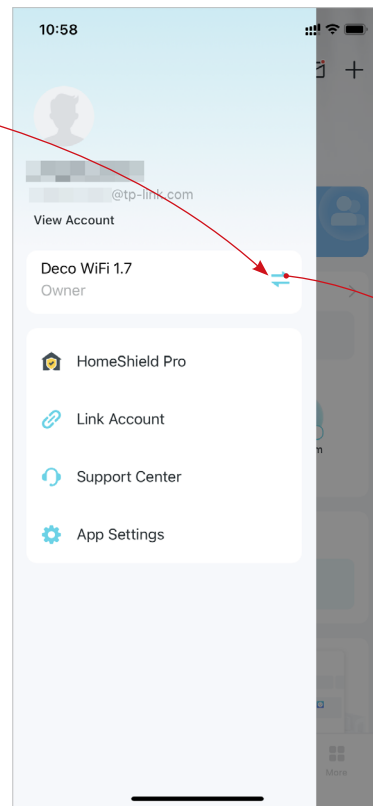 10:58
@tp-link.com
View Account
Deco WiFi 1.7
Owner
HomeShield Pro
Link Account
m
Support Center
App Settings
More